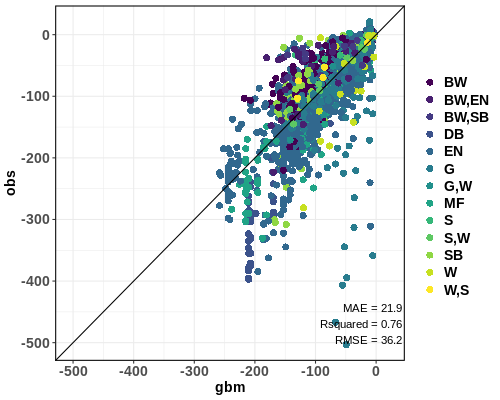 0
-100
-200
-300
-400
-500
obs
-500
-400
-300
-200
-100
0
gbm
MAE = 21.9
Rsquared = 0.76
RMSE = 36.2
BW
BW,EN
BW,SB
DB
EN
G
G,W
MF
S
S,W
SB
W
W,S